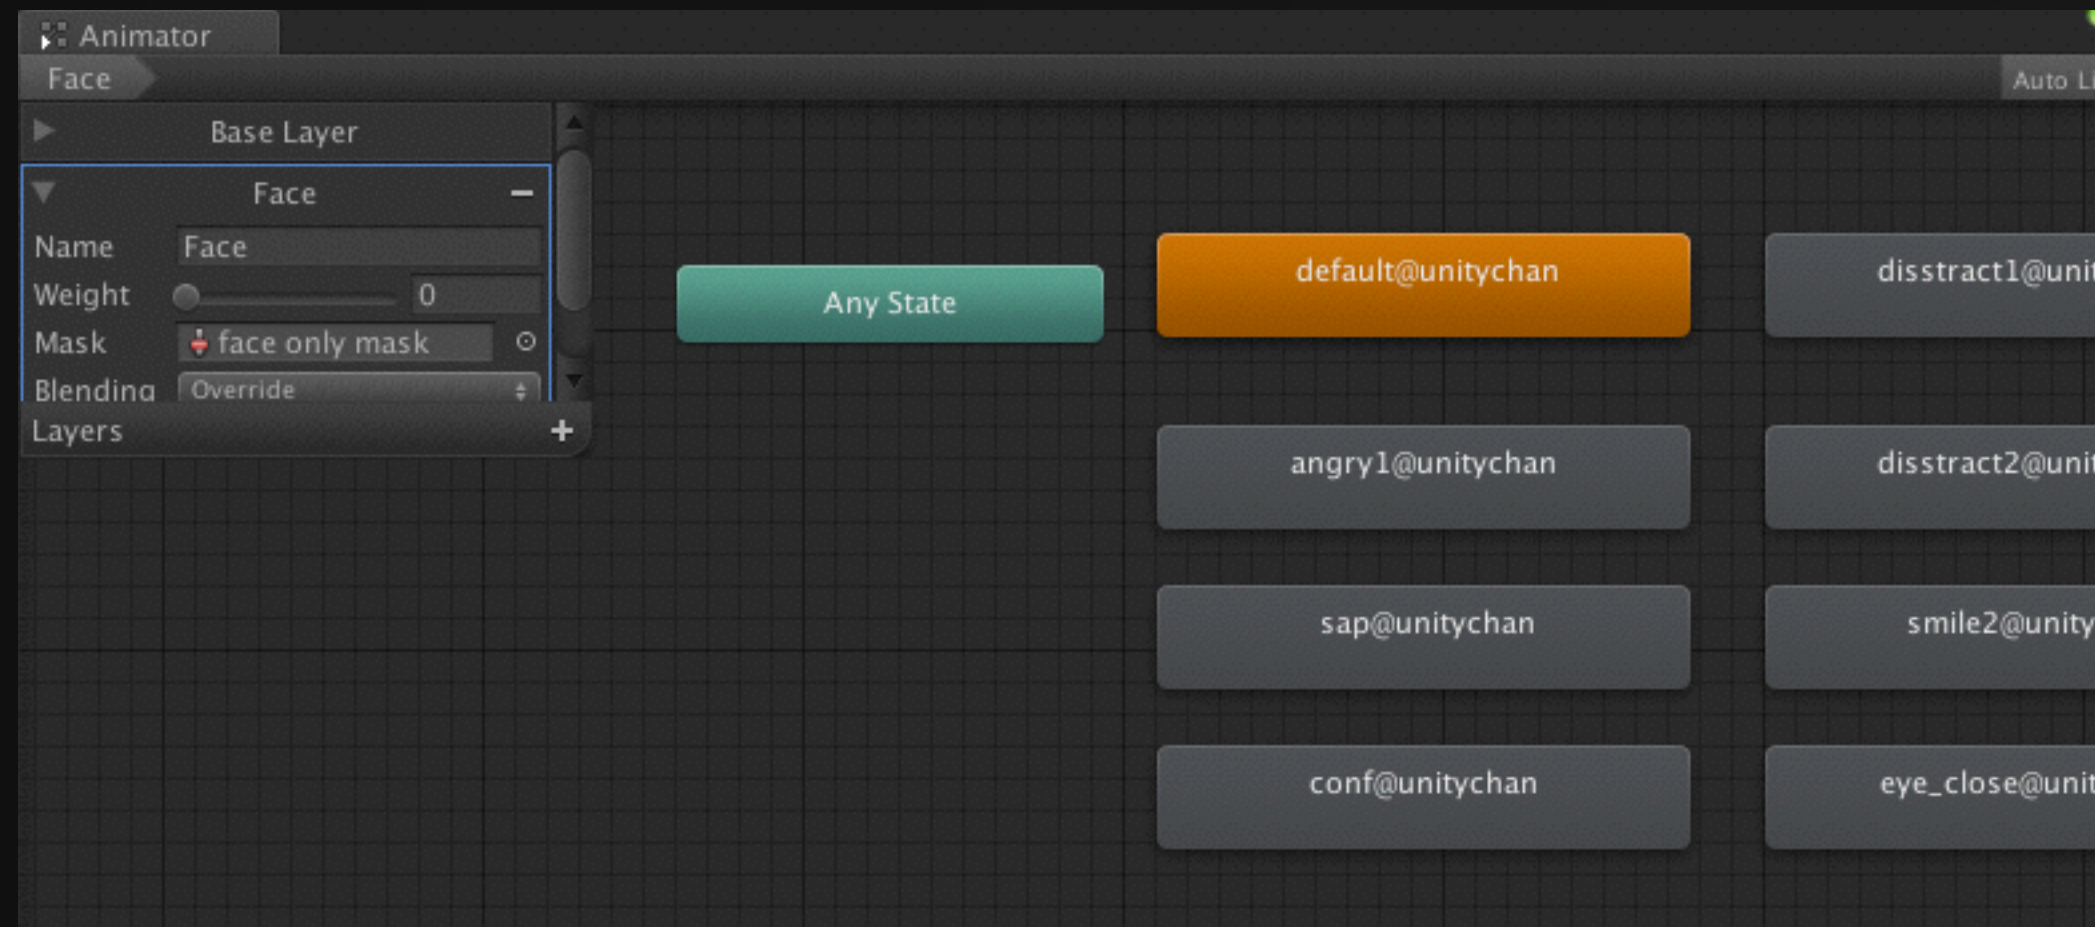 Animator
Face
Auto Li
Base Layer
Face
Name Face
Weight 0
Mask face only mask
Blending Override
Layers
Any State
default@unitychan
disstract1@unit
angry1@unitychan
disstract2@unit
sap@unitychan
smile2@unity
conf@unitychan
eye_close@unit